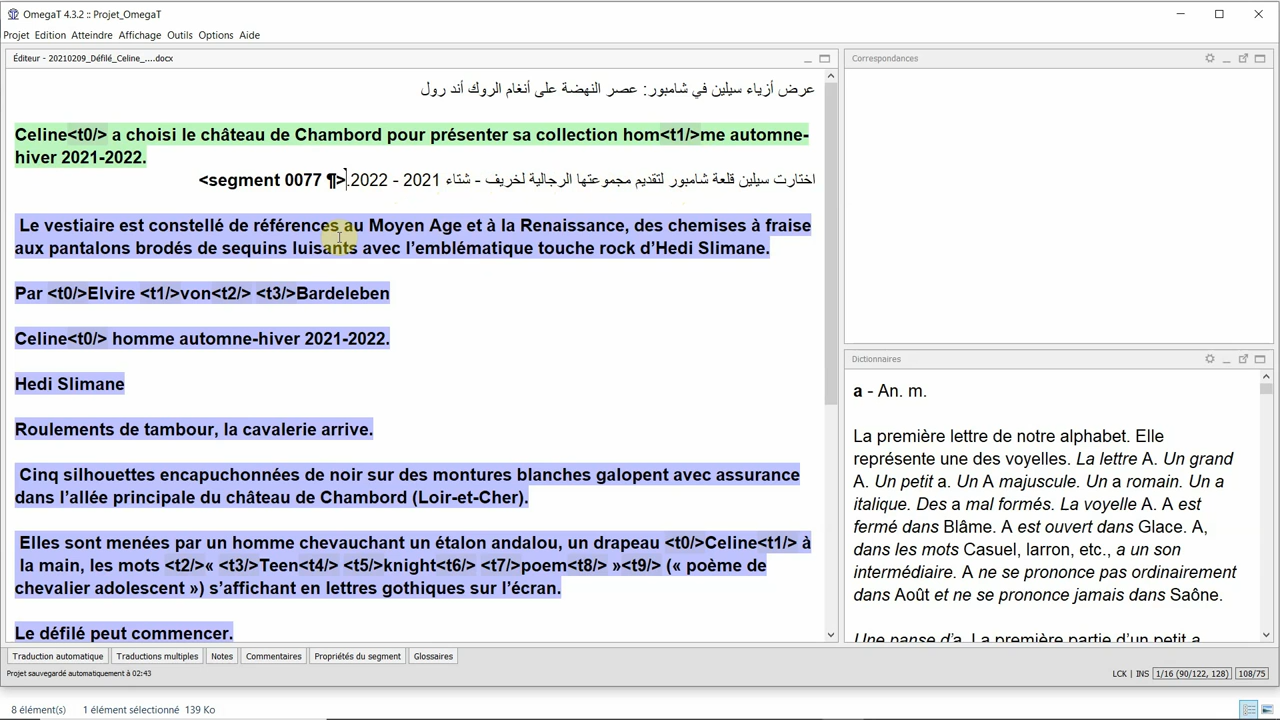 OmegaT 4.3.2 :: Projet_OmegaT
Projet Edition Atteindre Affichage Outils Options Aide
Éditeur - 20210209_Défilé_Celine_....docx
عرض أزياء سيلين في شامبور: عصر النهضة على أنغام الروك أند رول
Celine<t0/> a choisi le château de Chambord pour présenter sa collection hom<t1/>me automne-
hiver 2021-2022.
اختارت سيلين قلعة شامبور لتقديم مجموعتها الرجالية لخريف - شتاء 2021 - 2022.<segment 0077 ¶>
Le vestiaire est constellé de références au Moyen Age et à la Renaissance, des chemises à fraise
aux pantalons brodés de sequins luisants avec l’emblématique touche rock d’Hedi Slimane.
Par <t0/>Elvire <t1/>von<t2/> <t3/>Bardeleben
Celine<t0/> homme automne-hiver 2021-2022.
Hedi Slimane
Roulements de tambour, la cavalerie arrive.
Cinq silhouettes encapuchonnées de noir sur des montures blanches galopent avec assurance
dans l’allée principale du château de Chambord (Loir-et-Cher).
Elles sont menées par un homme chevauchant un étalon andalou, un drapeau <t0/>Celine<t1/> à
la main, les mots <t2/>« <t3/>Teen<t4/> <t5/>knight<t6/> <t7/>poem<t8/> »<t9/> (« poème de
chevalier adolescent ») s’affichant en lettres gothiques sur l’écran.
Le défilé peut commencer.
Correspondances
Dictionnaires
a - An. m.
La première lettre de notre alphabet. Elle
représente une des voyelles. La lettre A. Un grand
A. Un petit a. Un A majuscule. Un a romain. Un a
italique. Des a mal formés. La voyelle A. A est
fermé dans Blâme. A est ouvert dans Glace. A,
dans les mots Casuel, larron, etc., a un son
intermédiaire. A ne se prononce pas ordinairement
dans Août et ne se prononce jamais dans Saône.
Une panse d’a. La première partie d’un petit a
Traduction automatique Traductions multiples Notes Commentaires Propriétés du segment Glossaires
Projet sauvegardé automatiquement à 02:43
LCK | INS 1/16 (90/122, 128) 108/75
8 élément(s) 1 élément sélectionné 139 Ko